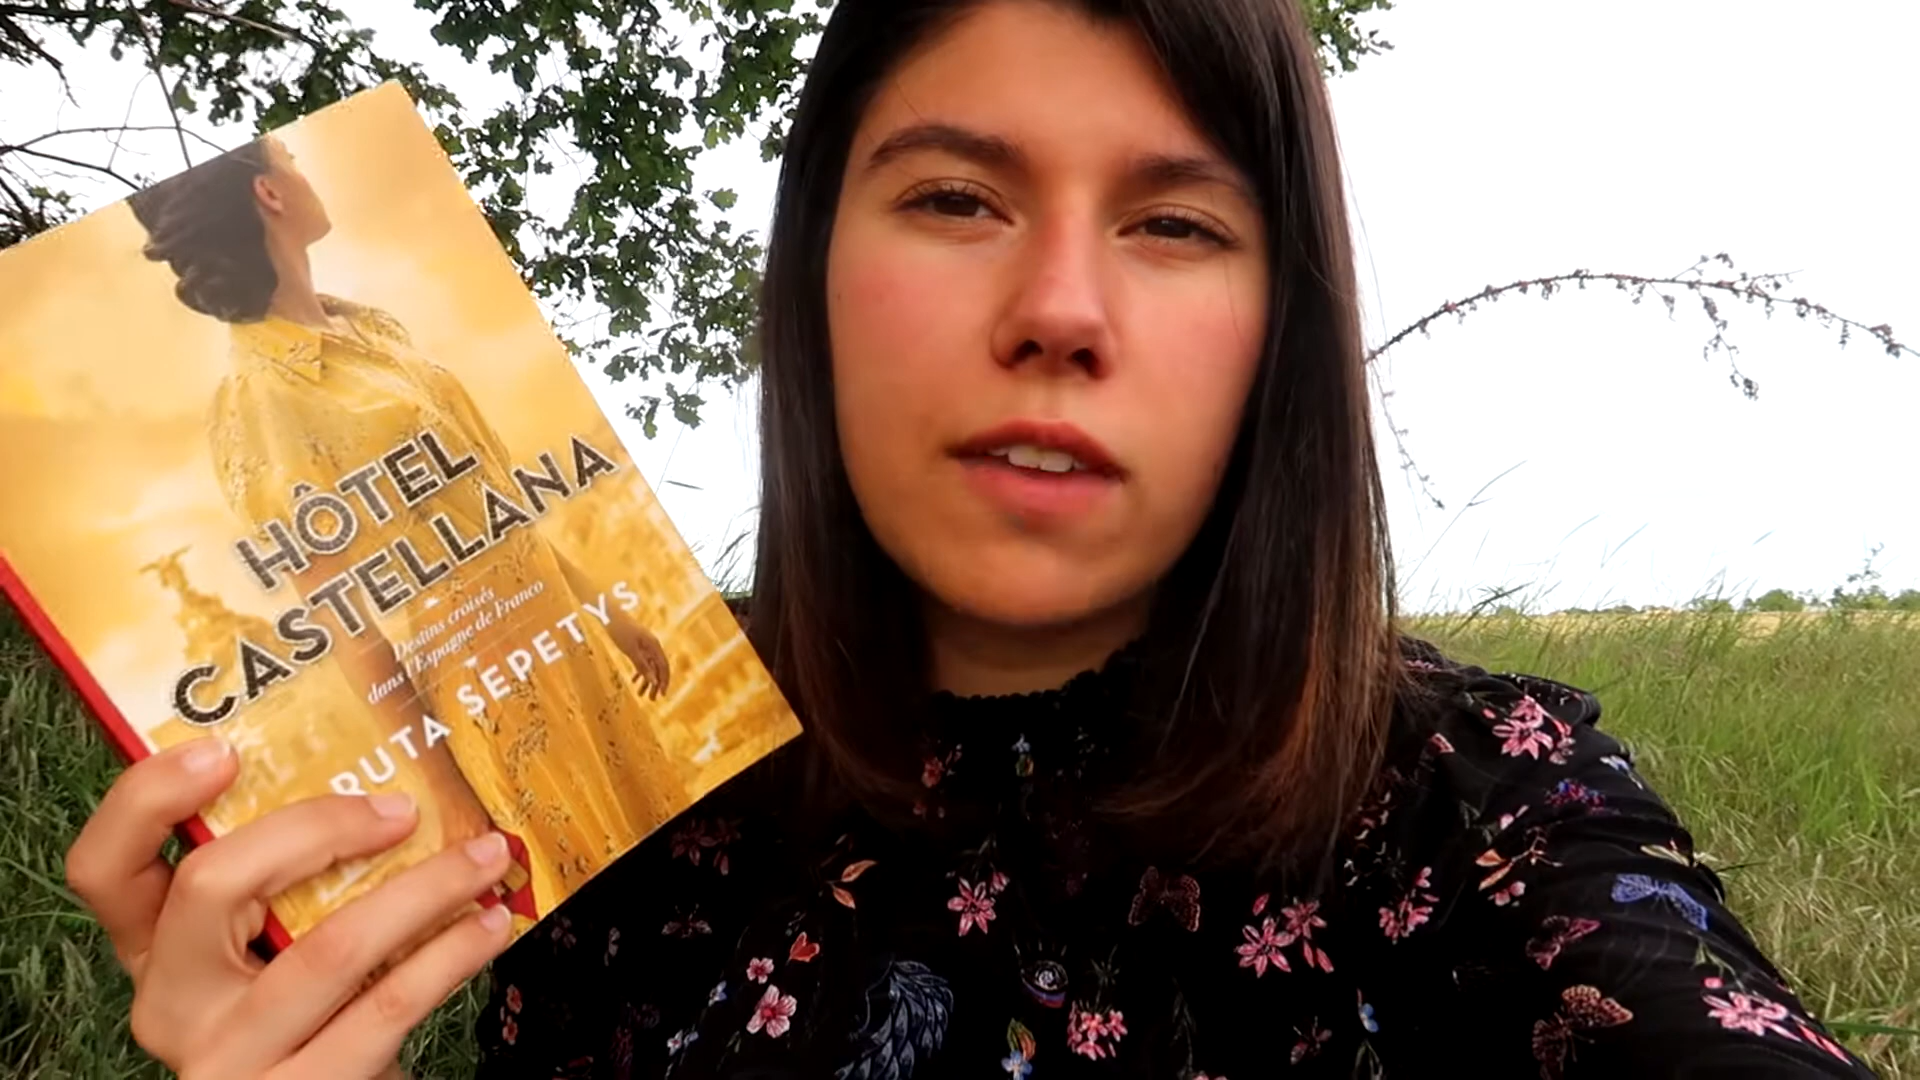 HÔTEL
CASTELLANA
Destins croisés
dans l'Espagne de Franco
RUTA SEPETYS